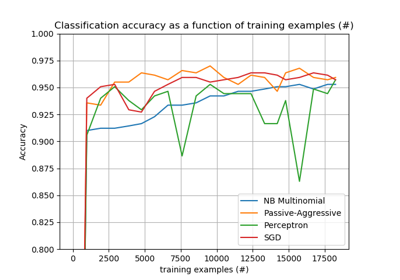 Classification accuracy as a function of training examples (#)
1.000
0.975
0.950
0.925
0.900
0.875
0.850
0.825
0.800
Accuracy
0 2500 5000 7500 10000 12500 15000 17500
training examples (#)
NB Multinomial
Passive-Aggressive
Perceptron
SGD